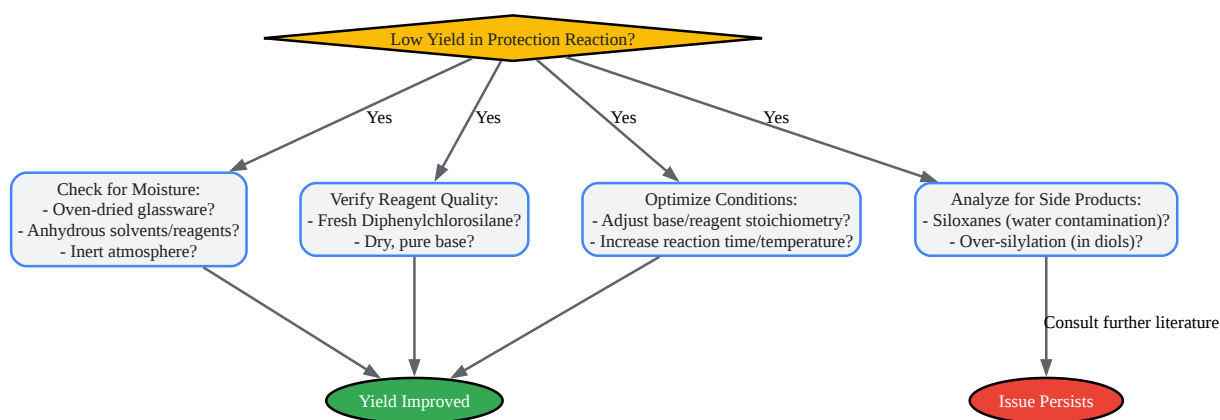 Low Yield in Protection Reaction?
Yes
Yes
Yes
Yes
Check for Moisture:
- Oven-dried glassware?
- Anhydrous solvents/reagents?
- Inert atmosphere?
Verify Reagent Quality:
- Fresh Diphenylchlorosilane?
- Dry, pure base?
Optimize Conditions:
- Adjust base/reagent stoichiometry?
- Increase reaction time/temperature?
Analyze for Side Products:
- Siloxanes (water contamination)?
- Over-silylation (in diols)?
Consult further literature
Yield Improved
Issue Persists